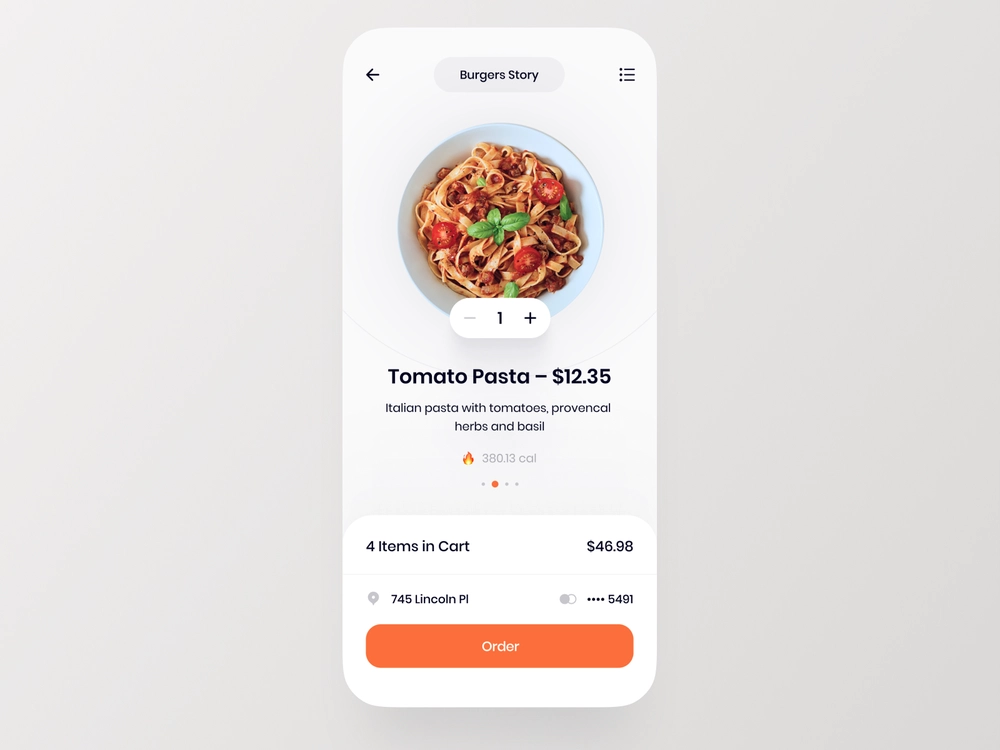 Burgers Story
1
Tomato Pasta – $12.35
Italian pasta with tomatoes, provencal
herbs and basil
🔥 380.13 cal
4 Items in Cart $46.98
745 Lincoln Pl •••• 5491
Order